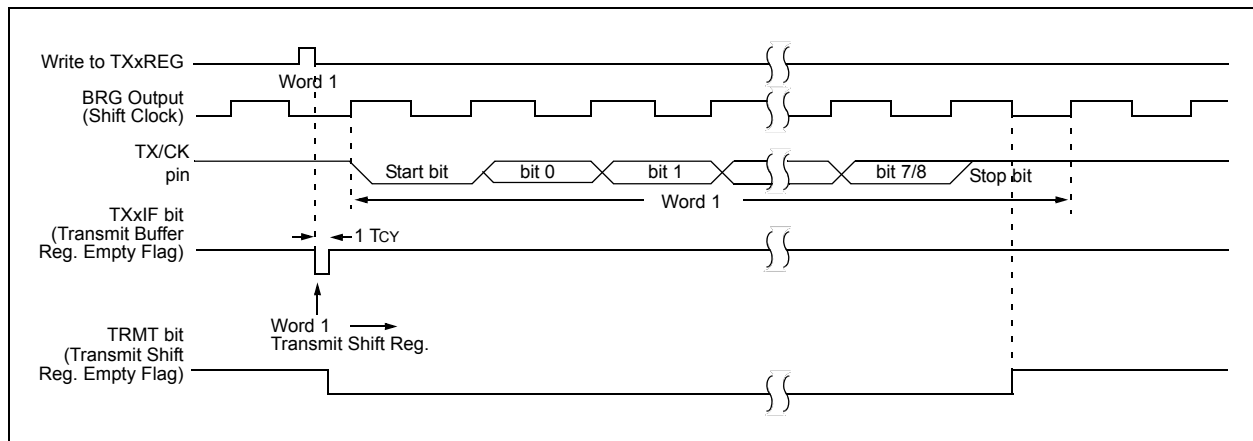 Write to TXxREG
Word 1
BRG Output
(Shift Clock)
TX/CK
pin
Start bit
bit 0
bit 1
bit 7/8
Stop bit
Word 1
TXxIF bit
(Transmit Buffer
Reg. Empty Flag)
1 TCY
Word 1
Transmit Shift Reg.
TRMT bit
(Transmit Shift
Reg. Empty Flag)